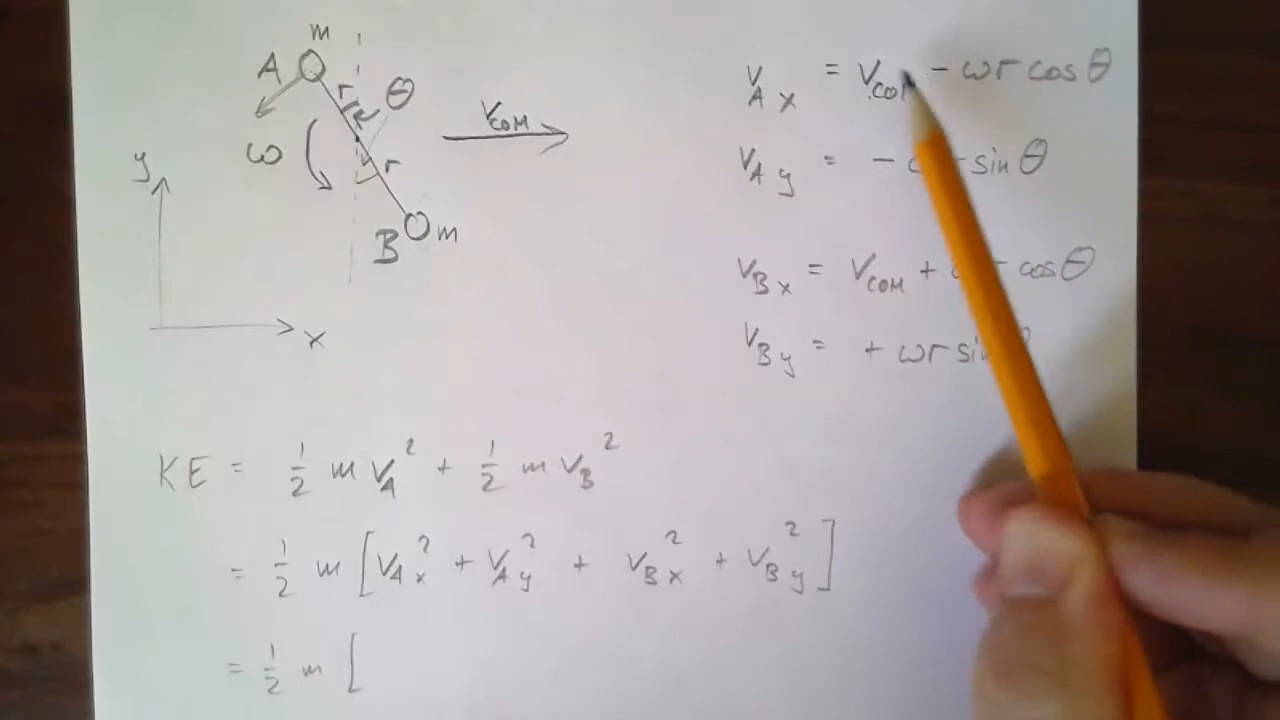 m
A
r
θ
ω
V_COM
r
B
m
y
x
V_Ax = V_COM - ωr cos θ
V_Ay = - r sin θ
V_Bx = V_COM + cos θ
V_By = + ωr sin
KE = 1/2 m V_A^2 + 1/2 m V_B^2
= 1/2 m [V_Ax^2 + V_Ay^2 + V_Bx^2 + V_By^2]
= 1/2 m [